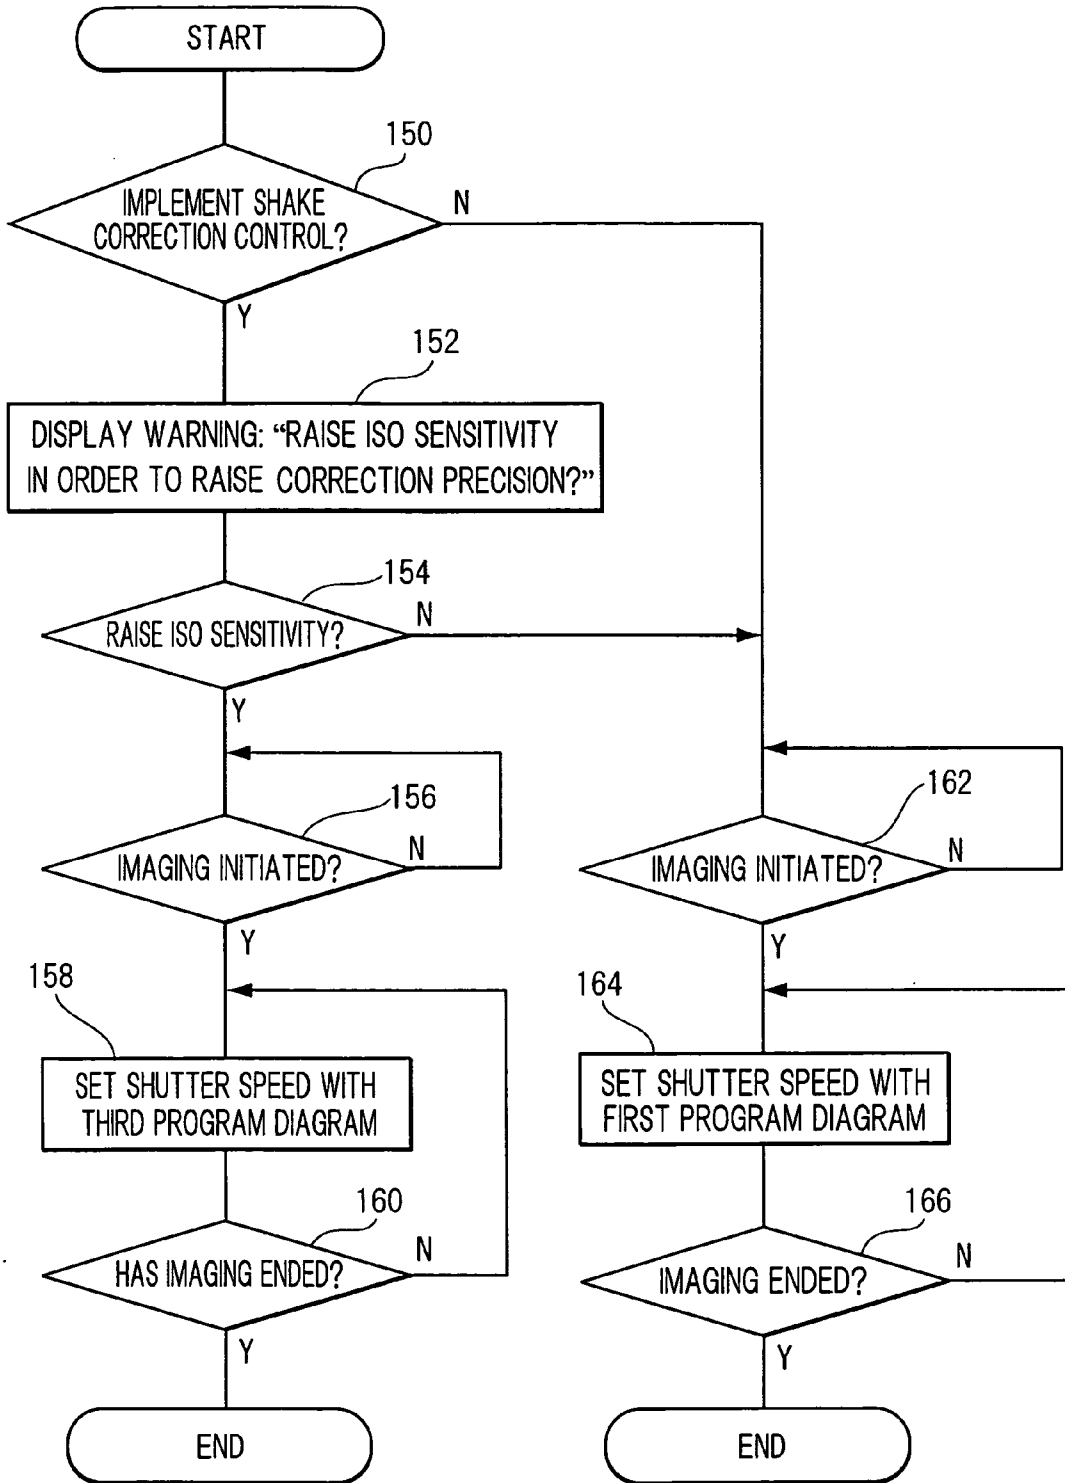 START
150
IMPLEMENT SHAKE
CORRECTION CONTROL?
N
Y
152
DISPLAY WARNING: “RAISE ISO SENSITIVITY
IN ORDER TO RAISE CORRECTION PRECISION?”
154
RAISE ISO SENSITIVITY?
N
Y
156
IMAGING INITIATED?
N
Y
158
SET SHUTTER SPEED WITH
THIRD PROGRAM DIAGRAM
160
HAS IMAGING ENDED?
N
Y
END
162
IMAGING INITIATED?
N
Y
164
SET SHUTTER SPEED WITH
FIRST PROGRAM DIAGRAM
166
IMAGING ENDED?
N
Y
END